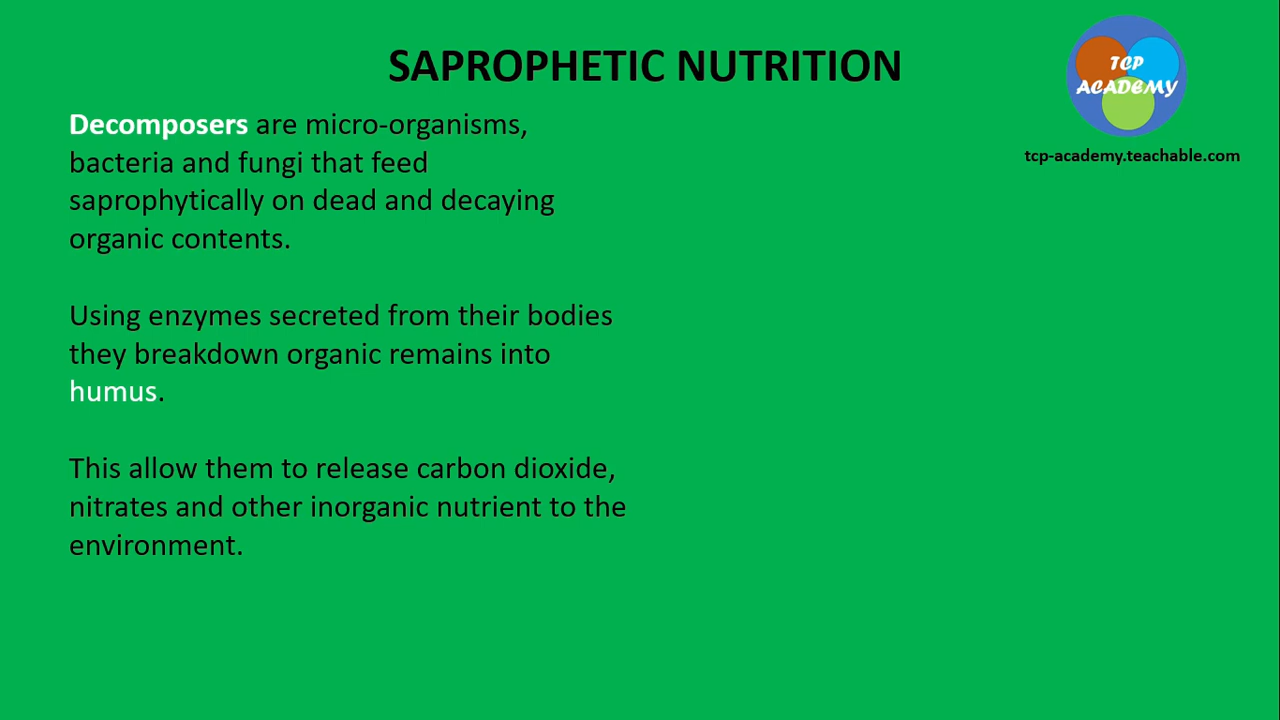 SAPROPHETIC NUTRITION
TCP
ACADEMY
tcp-academy.teachable.com
Decomposers are micro-organisms,
bacteria and fungi that feed
saprophytically on dead and decaying
organic contents.
Using enzymes secreted from their bodies
they breakdown organic remains into
humus.
This allow them to release carbon dioxide,
nitrates and other inorganic nutrient to the
environment.